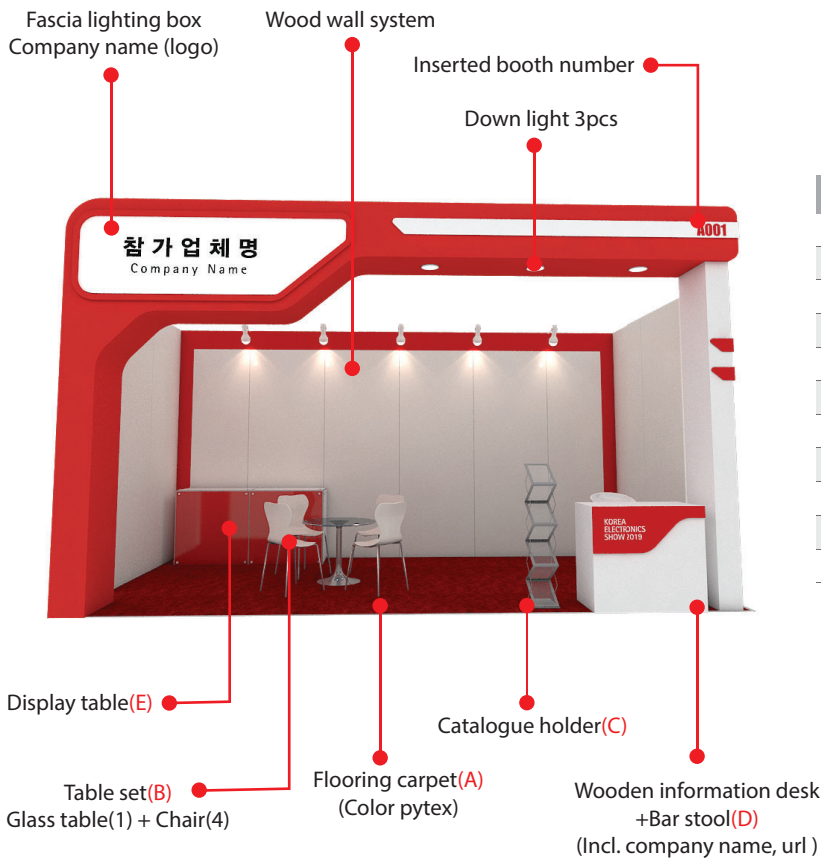 Fascia lighting box
Company name (logo)
Wood wall system
Inserted booth number
Down light 3pcs
A001
참가업체명
Company Name
KOREA
ELECTRONICS
SHOW 2019
Display table(E)
Catalogue holder(C)
Table set(B)
Glass table(1) + Chair(4)
Flooring carpet(A)
(Color pytex)
Wooden information desk
+Bar stool(D)
(Incl. company name, url )